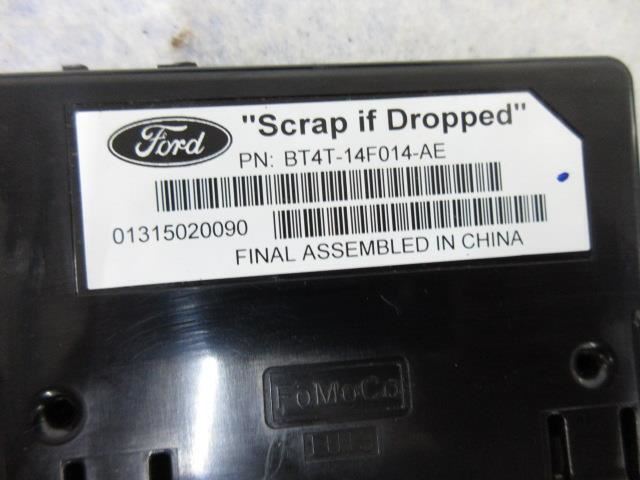 Ford
"Scrap if Dropped"
PN: BT4T-14F014-AE
01315020090
FINAL ASSEMBLED IN CHINA
FoMoCo